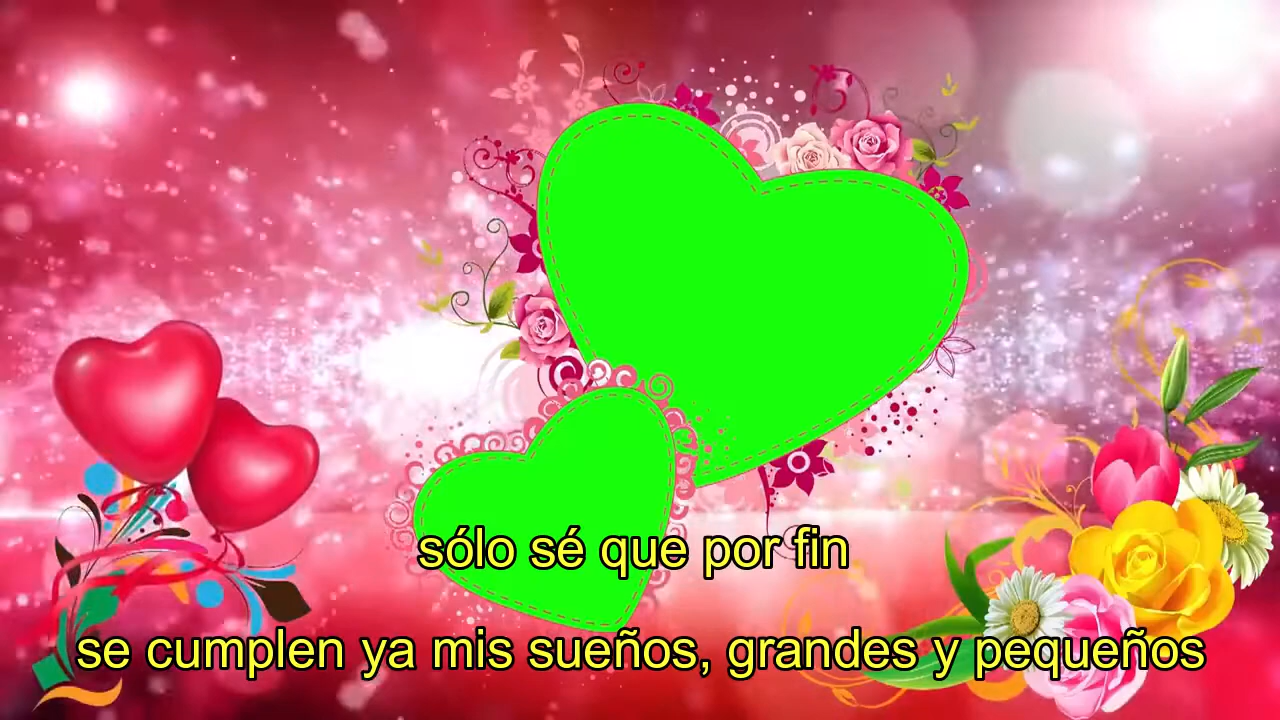 sólo sé que por fin
se cumplen ya mis sueños, grandes y pequeños